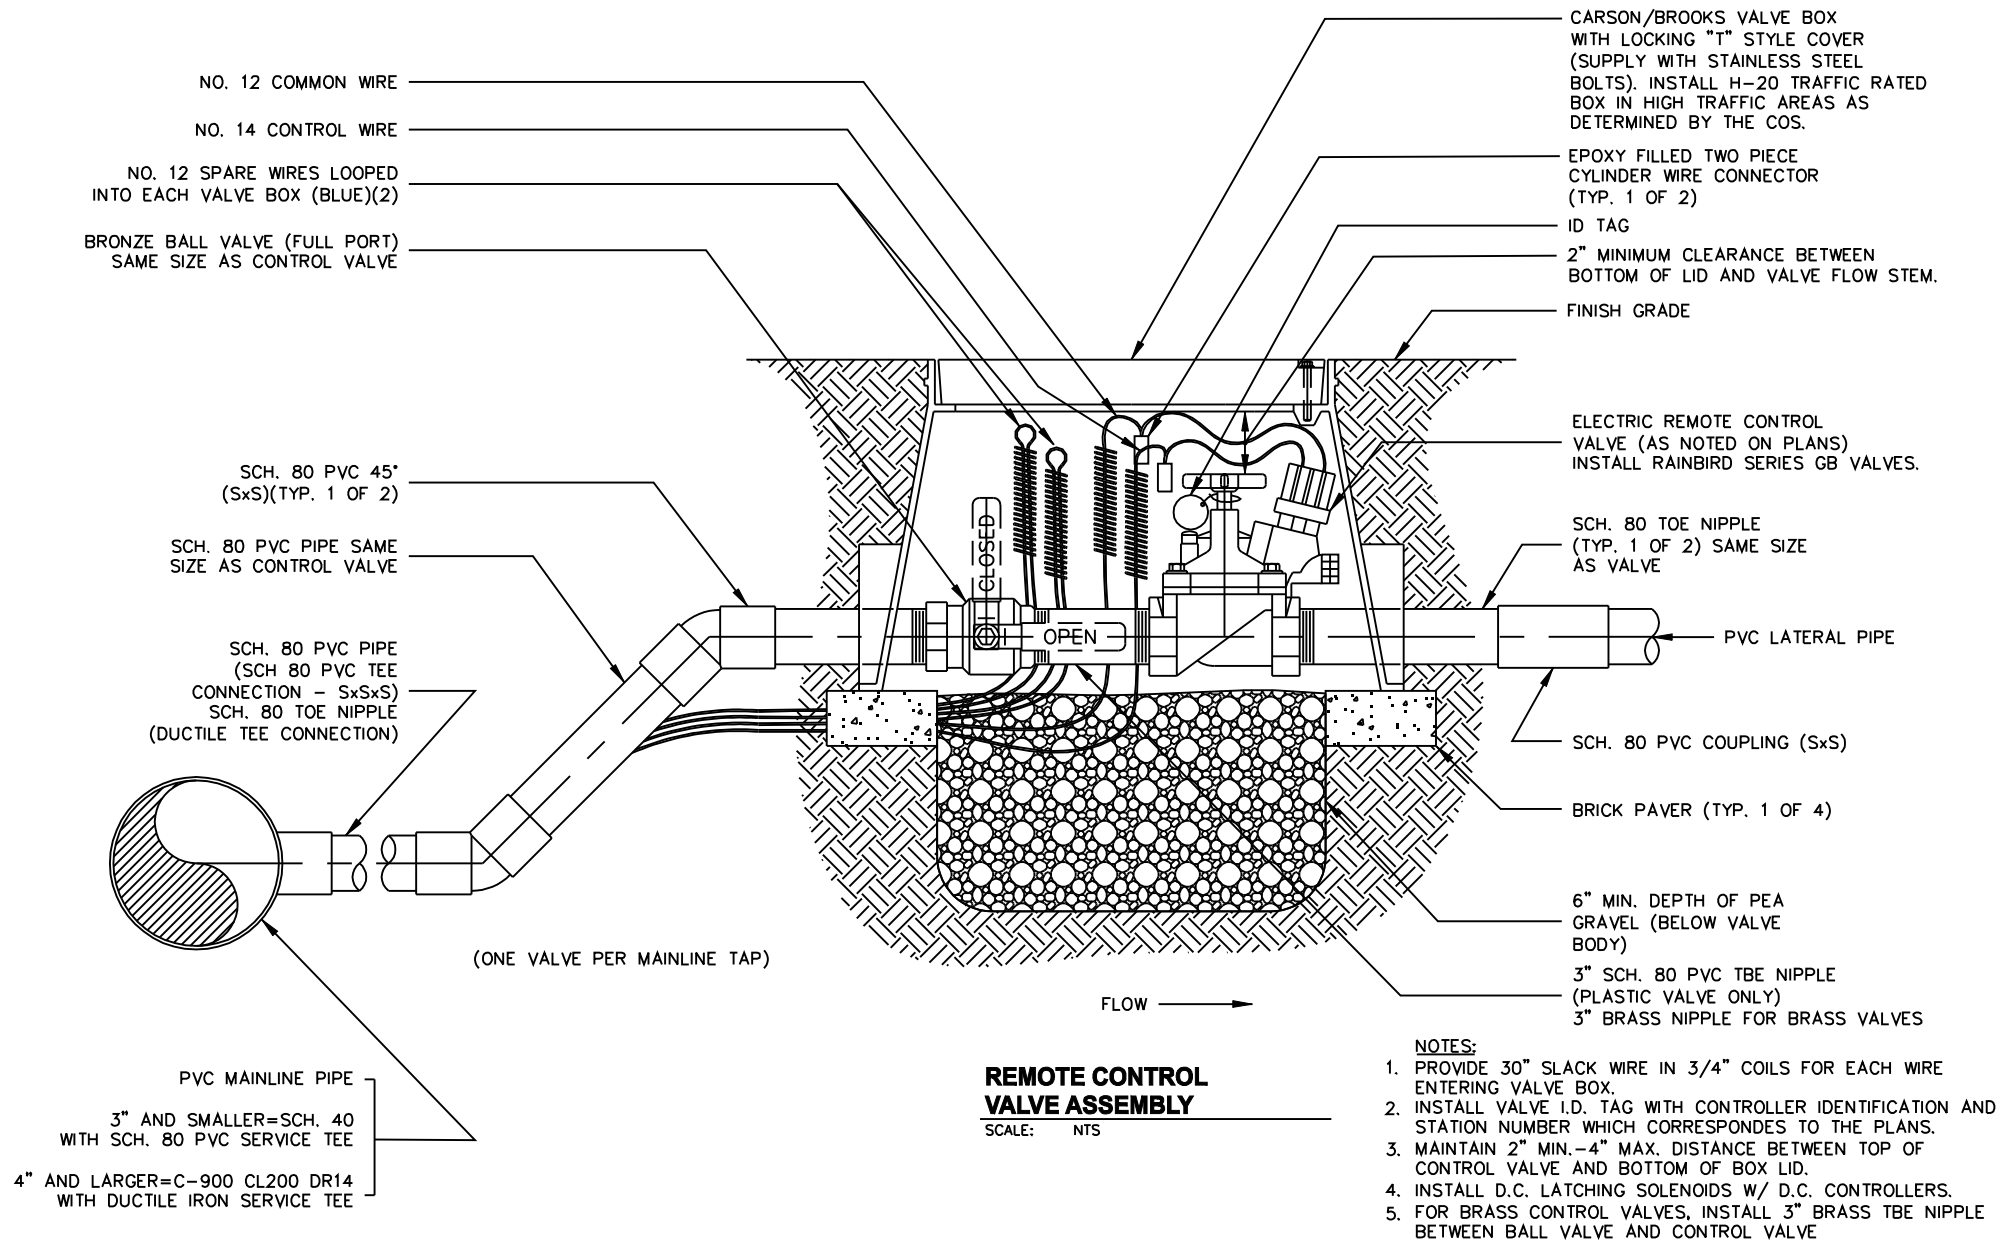 NO. 12 COMMON WIRE
NO. 14 CONTROL WIRE
NO. 12 SPARE WIRES LOOPED
INTO EACH VALVE BOX (BLUE)(2)
BRONZE BALL VALVE (FULL PORT)
SAME SIZE AS CONTROL VALVE
SCH. 80 PVC 45°
(SxS)(TYP. 1 OF 2)
SCH. 80 PVC PIPE SAME
SIZE AS CONTROL VALVE
SCH. 80 PVC PIPE
(SCH 80 PVC TEE
CONNECTION - SxSxS)
SCH. 80 TOE NIPPLE
(DUCTILE TEE CONNECTION)
PVC MAINLINE PIPE
3" AND SMALLER=SCH. 40
WITH SCH. 80 PVC SERVICE TEE
4" AND LARGER=C-900 CL200 DR14
WITH DUCTILE IRON SERVICE TEE
CLOSED
OPEN
(ONE VALVE PER MAINLINE TAP)
FLOW
REMOTE CONTROL
VALVE ASSEMBLY
SCALE: NTS
CARSON/BROOKS VALVE BOX
WITH LOCKING "T" STYLE COVER
(SUPPLY WITH STAINLESS STEEL
BOLTS). INSTALL H-20 TRAFFIC RATED
BOX IN HIGH TRAFFIC AREAS AS
DETERMINED BY THE COS.
EPOXY FILLED TWO PIECE
CYLINDER WIRE CONNECTOR
(TYP. 1 OF 2)
ID TAG
2" MINIMUM CLEARANCE BETWEEN
BOTTOM OF LID AND VALVE FLOW STEM.
FINISH GRADE
ELECTRIC REMOTE CONTROL
VALVE (AS NOTED ON PLANS)
INSTALL RAINBIRD SERIES GB VALVES.
SCH. 80 TOE NIPPLE
(TYP. 1 OF 2) SAME SIZE
AS VALVE
PVC LATERAL PIPE
SCH. 80 PVC COUPLING (SxS)
BRICK PAVER (TYP. 1 OF 4)
6" MIN. DEPTH OF PEA
GRAVEL (BELOW VALVE
BODY)
3" SCH. 80 PVC TBE NIPPLE
(PLASTIC VALVE ONLY)
3" BRASS NIPPLE FOR BRASS VALVES
NOTES:
1. PROVIDE 30" SLACK WIRE IN 3/4" COILS FOR EACH WIRE
ENTERING VALVE BOX.
2. INSTALL VALVE I.D. TAG WITH CONTROLLER IDENTIFICATION AND
STATION NUMBER WHICH CORRESPONDES TO THE PLANS.
3. MAINTAIN 2" MIN.-4" MAX. DISTANCE BETWEEN TOP OF
CONTROL VALVE AND BOTTOM OF BOX LID.
4. INSTALL D.C. LATCHING SOLENOIDS W/ D.C. CONTROLLERS.
5. FOR BRASS CONTROL VALVES, INSTALL 3" BRASS TBE NIPPLE
BETWEEN BALL VALVE AND CONTROL VALVE